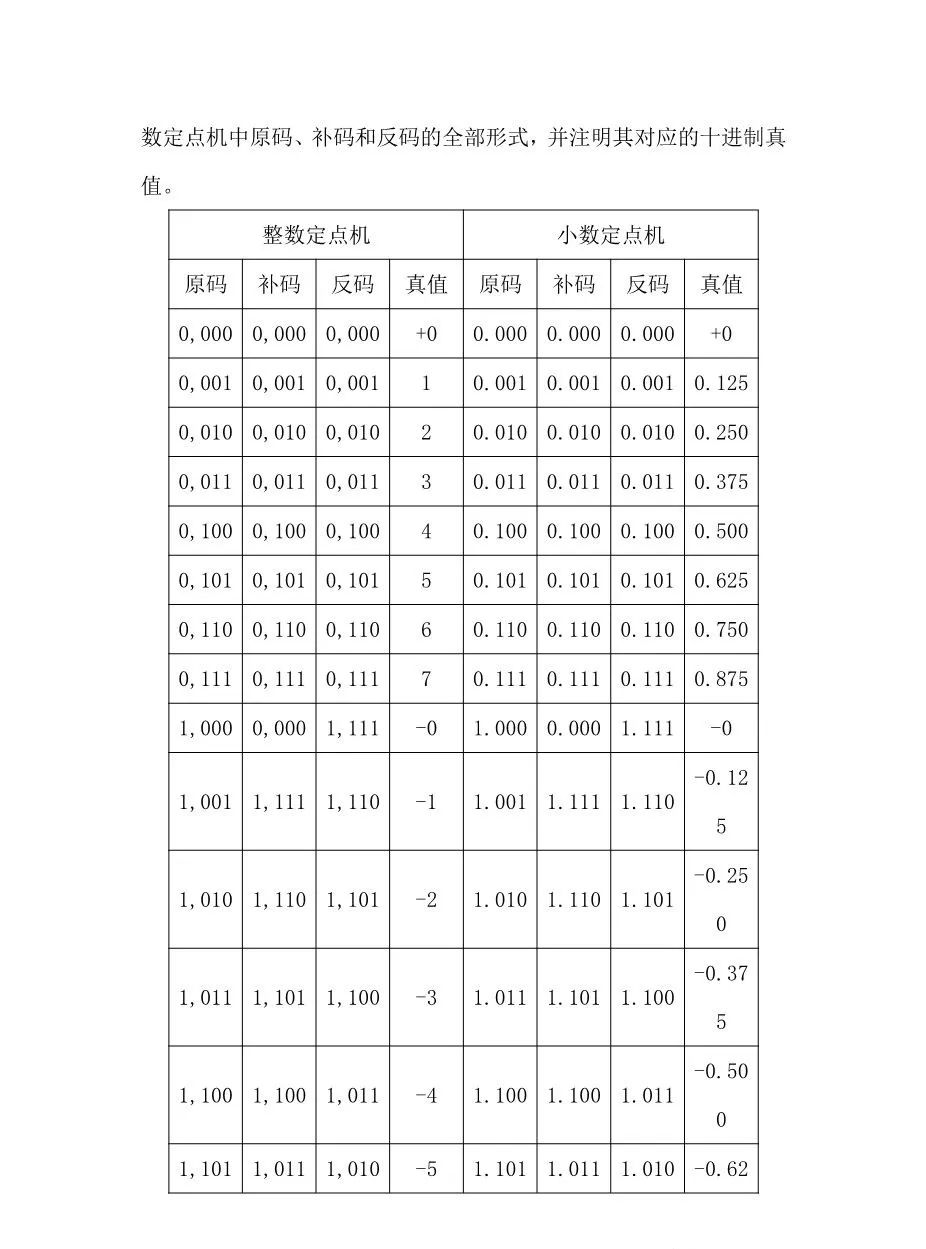 数定点机中原码、补码和反码的全部形式，并注明其对应的十进制真
值。
整数定点机 小数定点机
原码 补码 反码 真值 原码 补码 反码 真值
0,000 0,000 0,000 +0 0.000 0.000 0.000 +0
0,001 0,001 0,001 1 0.001 0.001 0.001 0.125
0,010 0,010 0,010 2 0.010 0.010 0.010 0.250
0,011 0,011 0,011 3 0.011 0.011 0.011 0.375
0,100 0,100 0,100 4 0.100 0.100 0.100 0.500
0,101 0,101 0,101 5 0.101 0.101 0.101 0.625
0,110 0,110 0,110 6 0.110 0.110 0.110 0.750
0,111 0,111 0,111 7 0.111 0.111 0.111 0.875
1,000 0,000 1,111 -0 1.000 0.000 1.111 -0
-0.12
1,001 1,111 1,110 -1 1.001 1.111 1.110
5
-0.25
1,010 1,110 1,101 -2 1.010 1.110 1.101
0
-0.37
1,011 1,101 1,100 -3 1.011 1.101 1.100
5
-0.50
1,100 1,100 1,011 -4 1.100 1.100 1.011
0
1,101 1,011 1,010 -5 1.101 1.011 1.010 -0.62